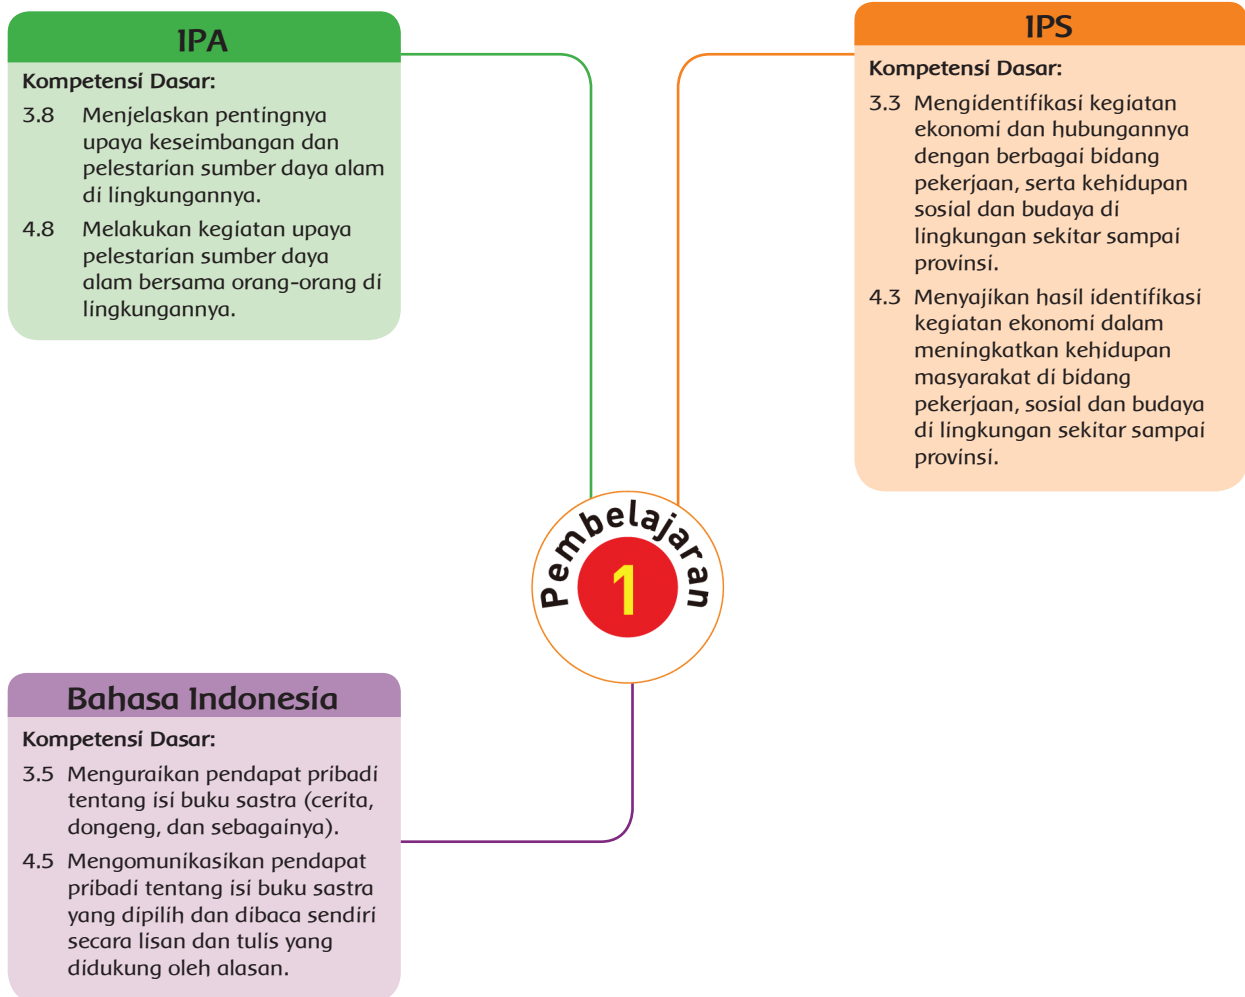 IPA
Kompetensi Dasar:
3.8 Menjelaskan pentingnya
upaya keseimbangan dan
pelestarian sumber daya alam
di lingkungannya.
4.8 Melakukan kegiatan upaya
pelestarian sumber daya
alam bersama orang-orang di
lingkungannya.
IPS
Kompetensi Dasar:
3.3 Mengidentifikasi kegiatan
ekonomi dan hubungannya
dengan berbagai bidang
pekerjaan, serta kehidupan
sosial dan budaya di
lingkungan sekitar sampai
provinsi.
4.3 Menyajikan hasil identifikasi
kegiatan ekonomi dalam
meningkatkan kehidupan
masyarakat di bidang
pekerjaan, sosial dan budaya
di lingkungan sekitar sampai
provinsi.
Pembelajaran
1
Bahasa Indonesia
Kompetensi Dasar:
3.5 Menguraikan pendapat pribadi
tentang isi buku sastra (cerita,
dongeng, dan sebagainya).
4.5 Mengomunikasikan pendapat
pribadi tentang isi buku sastra
yang dipilih dan dibaca sendiri
secara lisan dan tulis yang
didukung oleh alasan.